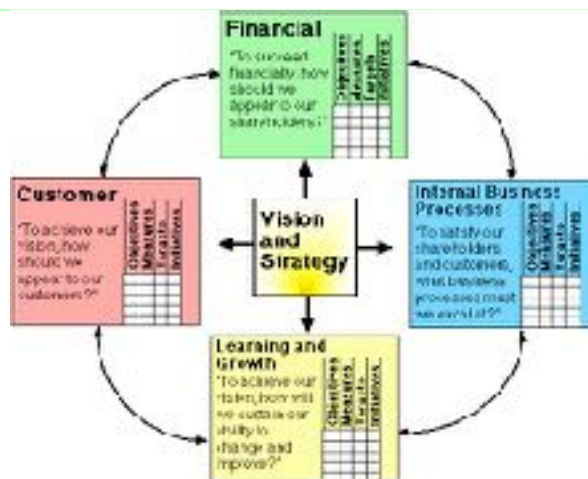 Financial
"To succeed
financially, how
should we
appear to our
shareholders?"
Objectives
Measures
Targets
Initiatives
Customer
"To achieve our
vision, how
should we
appear to our
customers?"
Objectives
Measures
Targets
Initiatives
Vision
and
Strategy
Internal Business
Processes
"To satisfy our
shareholders
and customers,
what business
processes must
we excel at?"
Objectives
Measures
Targets
Initiatives
Learning and
Growth
"To achieve our
vision, how will
we sustain our
ability to
change and
improve?"
Objectives
Measures
Targets
Initiatives